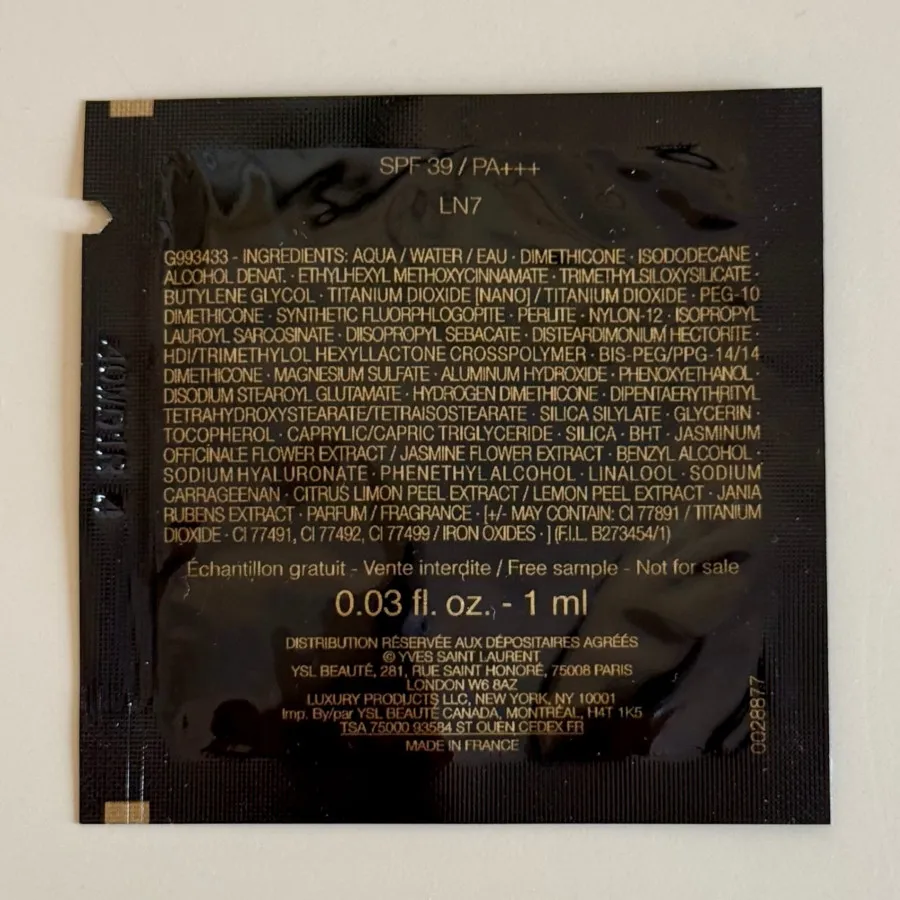 SPF 39 / PA+++
LN7
G993433 - INGREDIENTS: AQUA / WATER / EAU · DIMETHICONE · ISODODECANE ·
ALCOHOL DENAT. · ETHYLHEXYL METHOXYCINNAMATE · TRIMETHYLSILOXYSILICATE ·
BUTYLENE GLYCOL · TITANIUM DIOXIDE [NANO] / TITANIUM DIOXIDE · PEG-10
DIMETHICONE · SYNTHETIC FLUORPHLOGOPITE · PERLITE · NYLON-12 · ISOPROPYL
LAUROYL SARCOSINATE · DIISOPROPYL SEBACATE · DISTEARDIMONIUM HECTORITE ·
HDI/TRIMETHYLOL HEXYLLACTONE CROSSPOLYMER · BIS-PEG/PPG-14/14
DIMETHICONE · MAGNESIUM SULFATE · ALUMINUM HYDROXIDE · PHENOXYETHANOL ·
DISODIUM STEAROYL GLUTAMATE · HYDROGEN DIMETHICONE · DIPENTAERYTHRITYL
TETRAHYDROXYSTEARATE/TETRAISOSTEARATE · SILICA SILYLATE · GLYCERIN ·
TOCOPHEROL · CAPRYLIC/CAPRIC TRIGLYCERIDE · SILICA · BHT · JASMINUM
OFFICINALE FLOWER EXTRACT / JASMINE FLOWER EXTRACT · BENZYL ALCOHOL ·
SODIUM HYALURONATE · PHENETHYL ALCOHOL · LINALOOL · SODIUM
CARRAGEENAN · CITRUS LIMON PEEL EXTRACT / LEMON PEEL EXTRACT · JANIA
RUBENS EXTRACT · PARFUM / FRAGRANCE · [+/- MAY CONTAIN: CI 77891 / TITANIUM
DIOXIDE · CI 77491, CI 77492, CI 77499 / IRON OXIDES · ] (F.I.L. B273454/1)
Échantillon gratuit - Vente interdite / Free sample - Not for sale
0.03 fl. oz. - 1 ml
DISTRIBUTION RÉSERVÉE AUX DÉPOSITAIRES AGRÉÉS
© YVES SAINT LAURENT
YSL BEAUTÉ, 281, RUE SAINT HONORÉ, 75008 PARIS
LONDON W6 8AZ
LUXURY PRODUCTS LLC, NEW YORK, NY 10001
Imp. By/par YSL BEAUTÉ CANADA, MONTRÉAL, H4T 1K5
TSA 75000 93584 ST OUEN CEDEX FR
MADE IN FRANCE
0028877